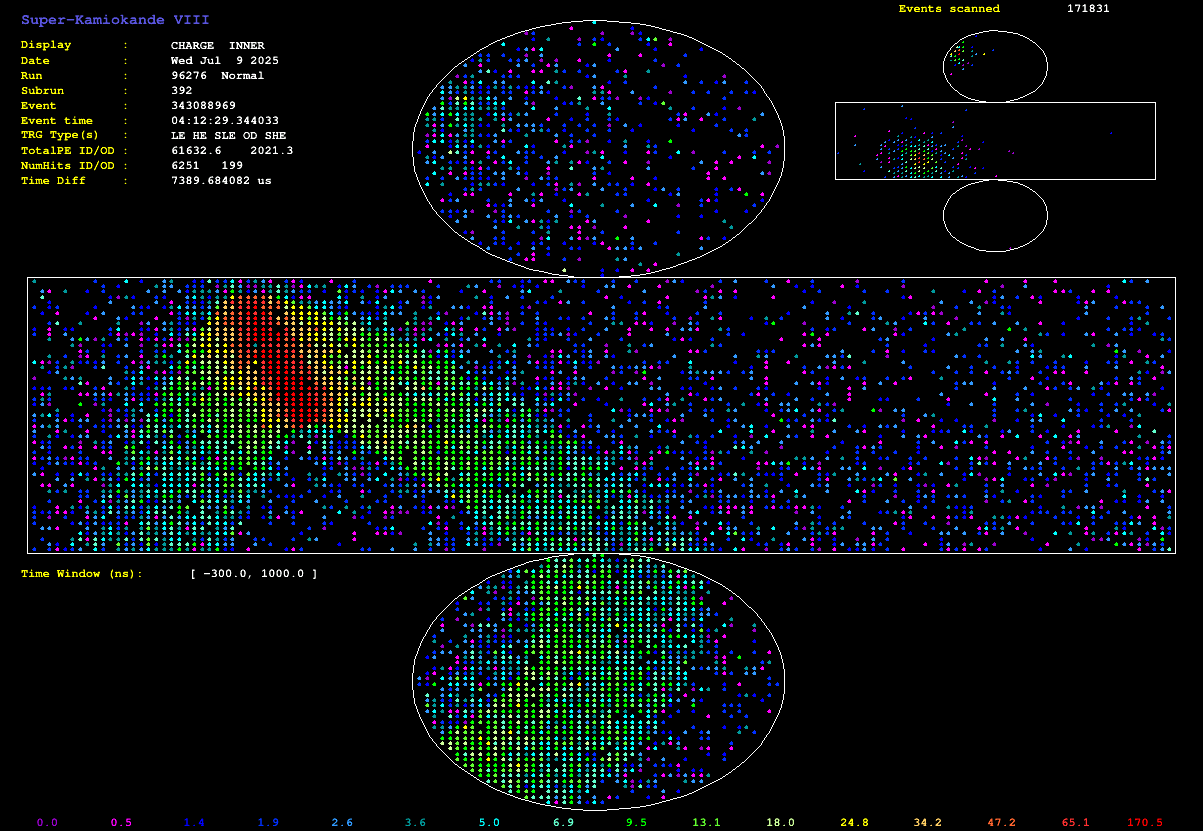 Super-Kamiokande VIII
Events scanned 171831
Display : CHARGE INNER
Date : Wed Jul 9 2025
Run : 96276 Normal
Subrun : 392
Event : 343088969
Event time : 04:12:29.344033
TRG Type(s) : LE HE SLE OD SHE
TotalPE ID/OD : 61632.6 2021.3
NumHits ID/OD : 6251 199
Time Diff : 7389.684082 us
Time Window (ns): [ −300.0, 1000.0 ]
0.0 0.5 1.4 1.9 2.6 3.6 5.0 6.9 9.5 13.1 18.0 24.8 34.2 47.2 65.1 170.5